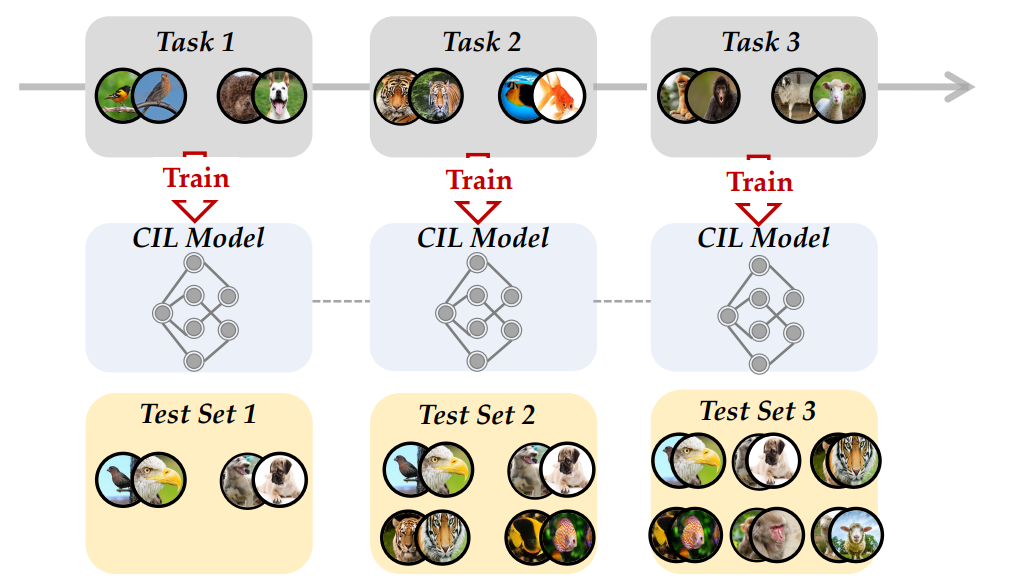 Task 1
Task 2
Task 3
Train
Train
Train
CIL Model
CIL Model
CIL Model
Test Set 1
Test Set 2
Test Set 3